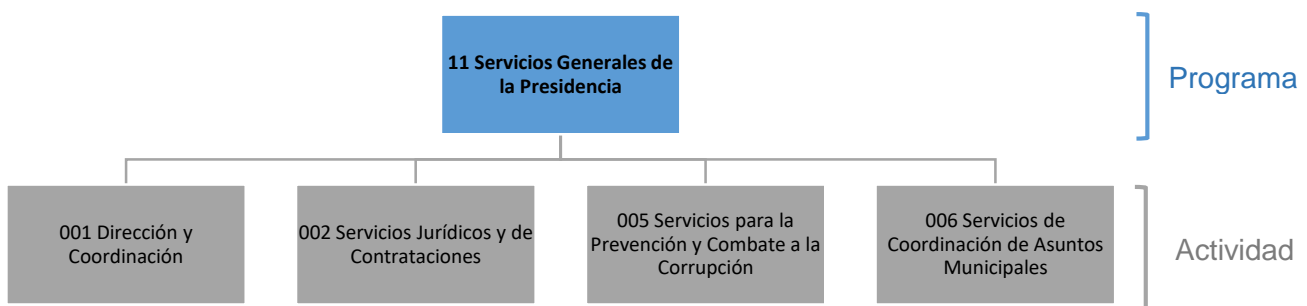 11 Servicios Generales de
la Presidencia
Programa
001 Dirección y
Coordinación
002 Servicios Jurídicos y de
Contrataciones
005 Servicios para la
Prevención y Combate a la
Corrupción
006 Servicios de
Coordinación de Asuntos
Municipales
Actividad